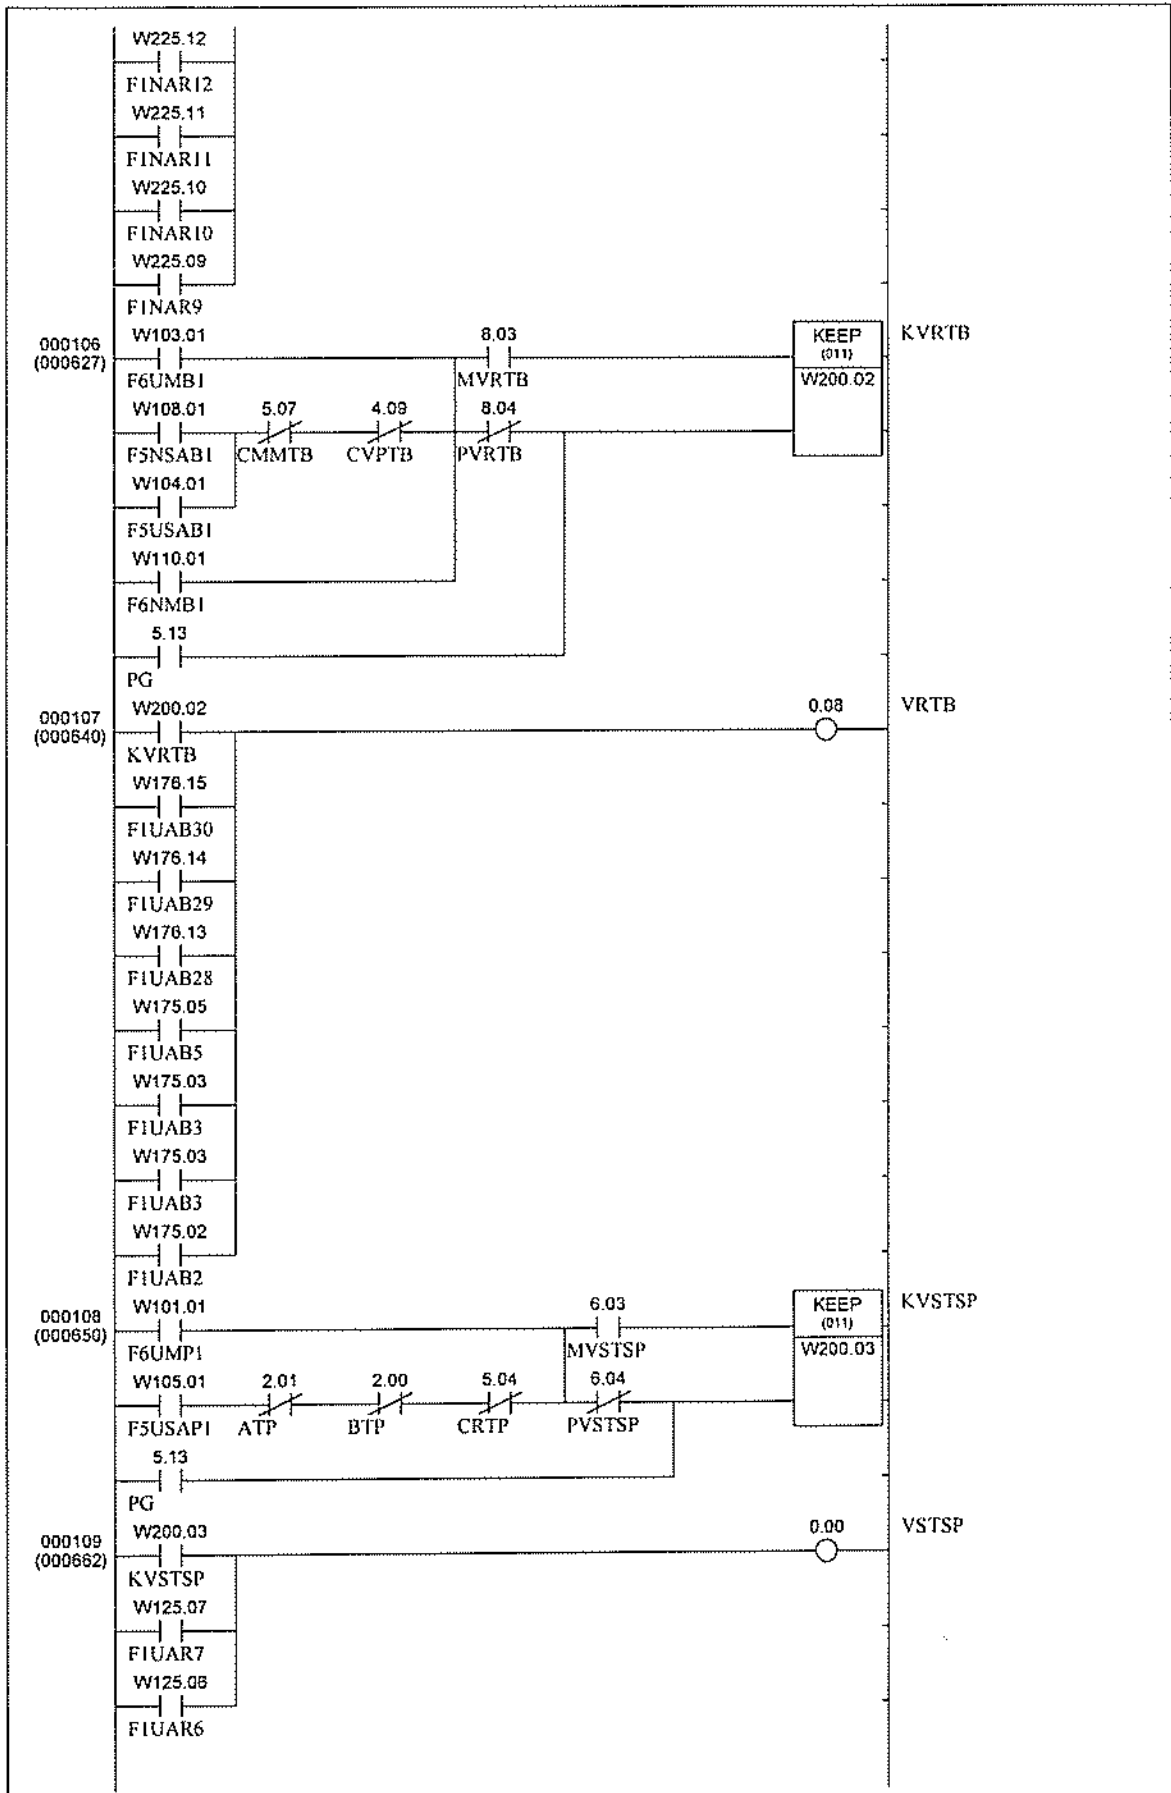 W225.12
F1NAR12
W225.11
F1NAR11
W225.10
F1NAR10
W225.09
F1NAR9
000106
(000627)
W103.01
F6UMB1
8.03
MVRTB
KEEP
(011)
W200.02
KVRTB
W108.01
F5NSAB1
5.07
CMMTB
4.09
CVPTB
8.04
PVRTB
W104.01
F5USAB1
W110.01
F6NMB1
5.13
PG
000107
(000640)
W200.02
KVRTB
0.08
VRTB
W176.15
F1UAB30
W176.14
F1UAB29
W176.13
F1UAB28
W175.05
F1UAB5
W175.03
F1UAB3
W175.03
F1UAB3
W175.02
F1UAB2
000108
(000650)
W101.01
F6UMP1
6.03
MVSTSP
KEEP
(011)
W200.03
KVSTSP
W105.01
F5USAP1
2.01
ATP
2.00
BTP
5.04
CRTP
6.04
PVSTSP
5.13
PG
000109
(000662)
W200.03
KVSTSP
0.00
VSTSP
W125.07
F1UAR7
W125.06
F1UAR6